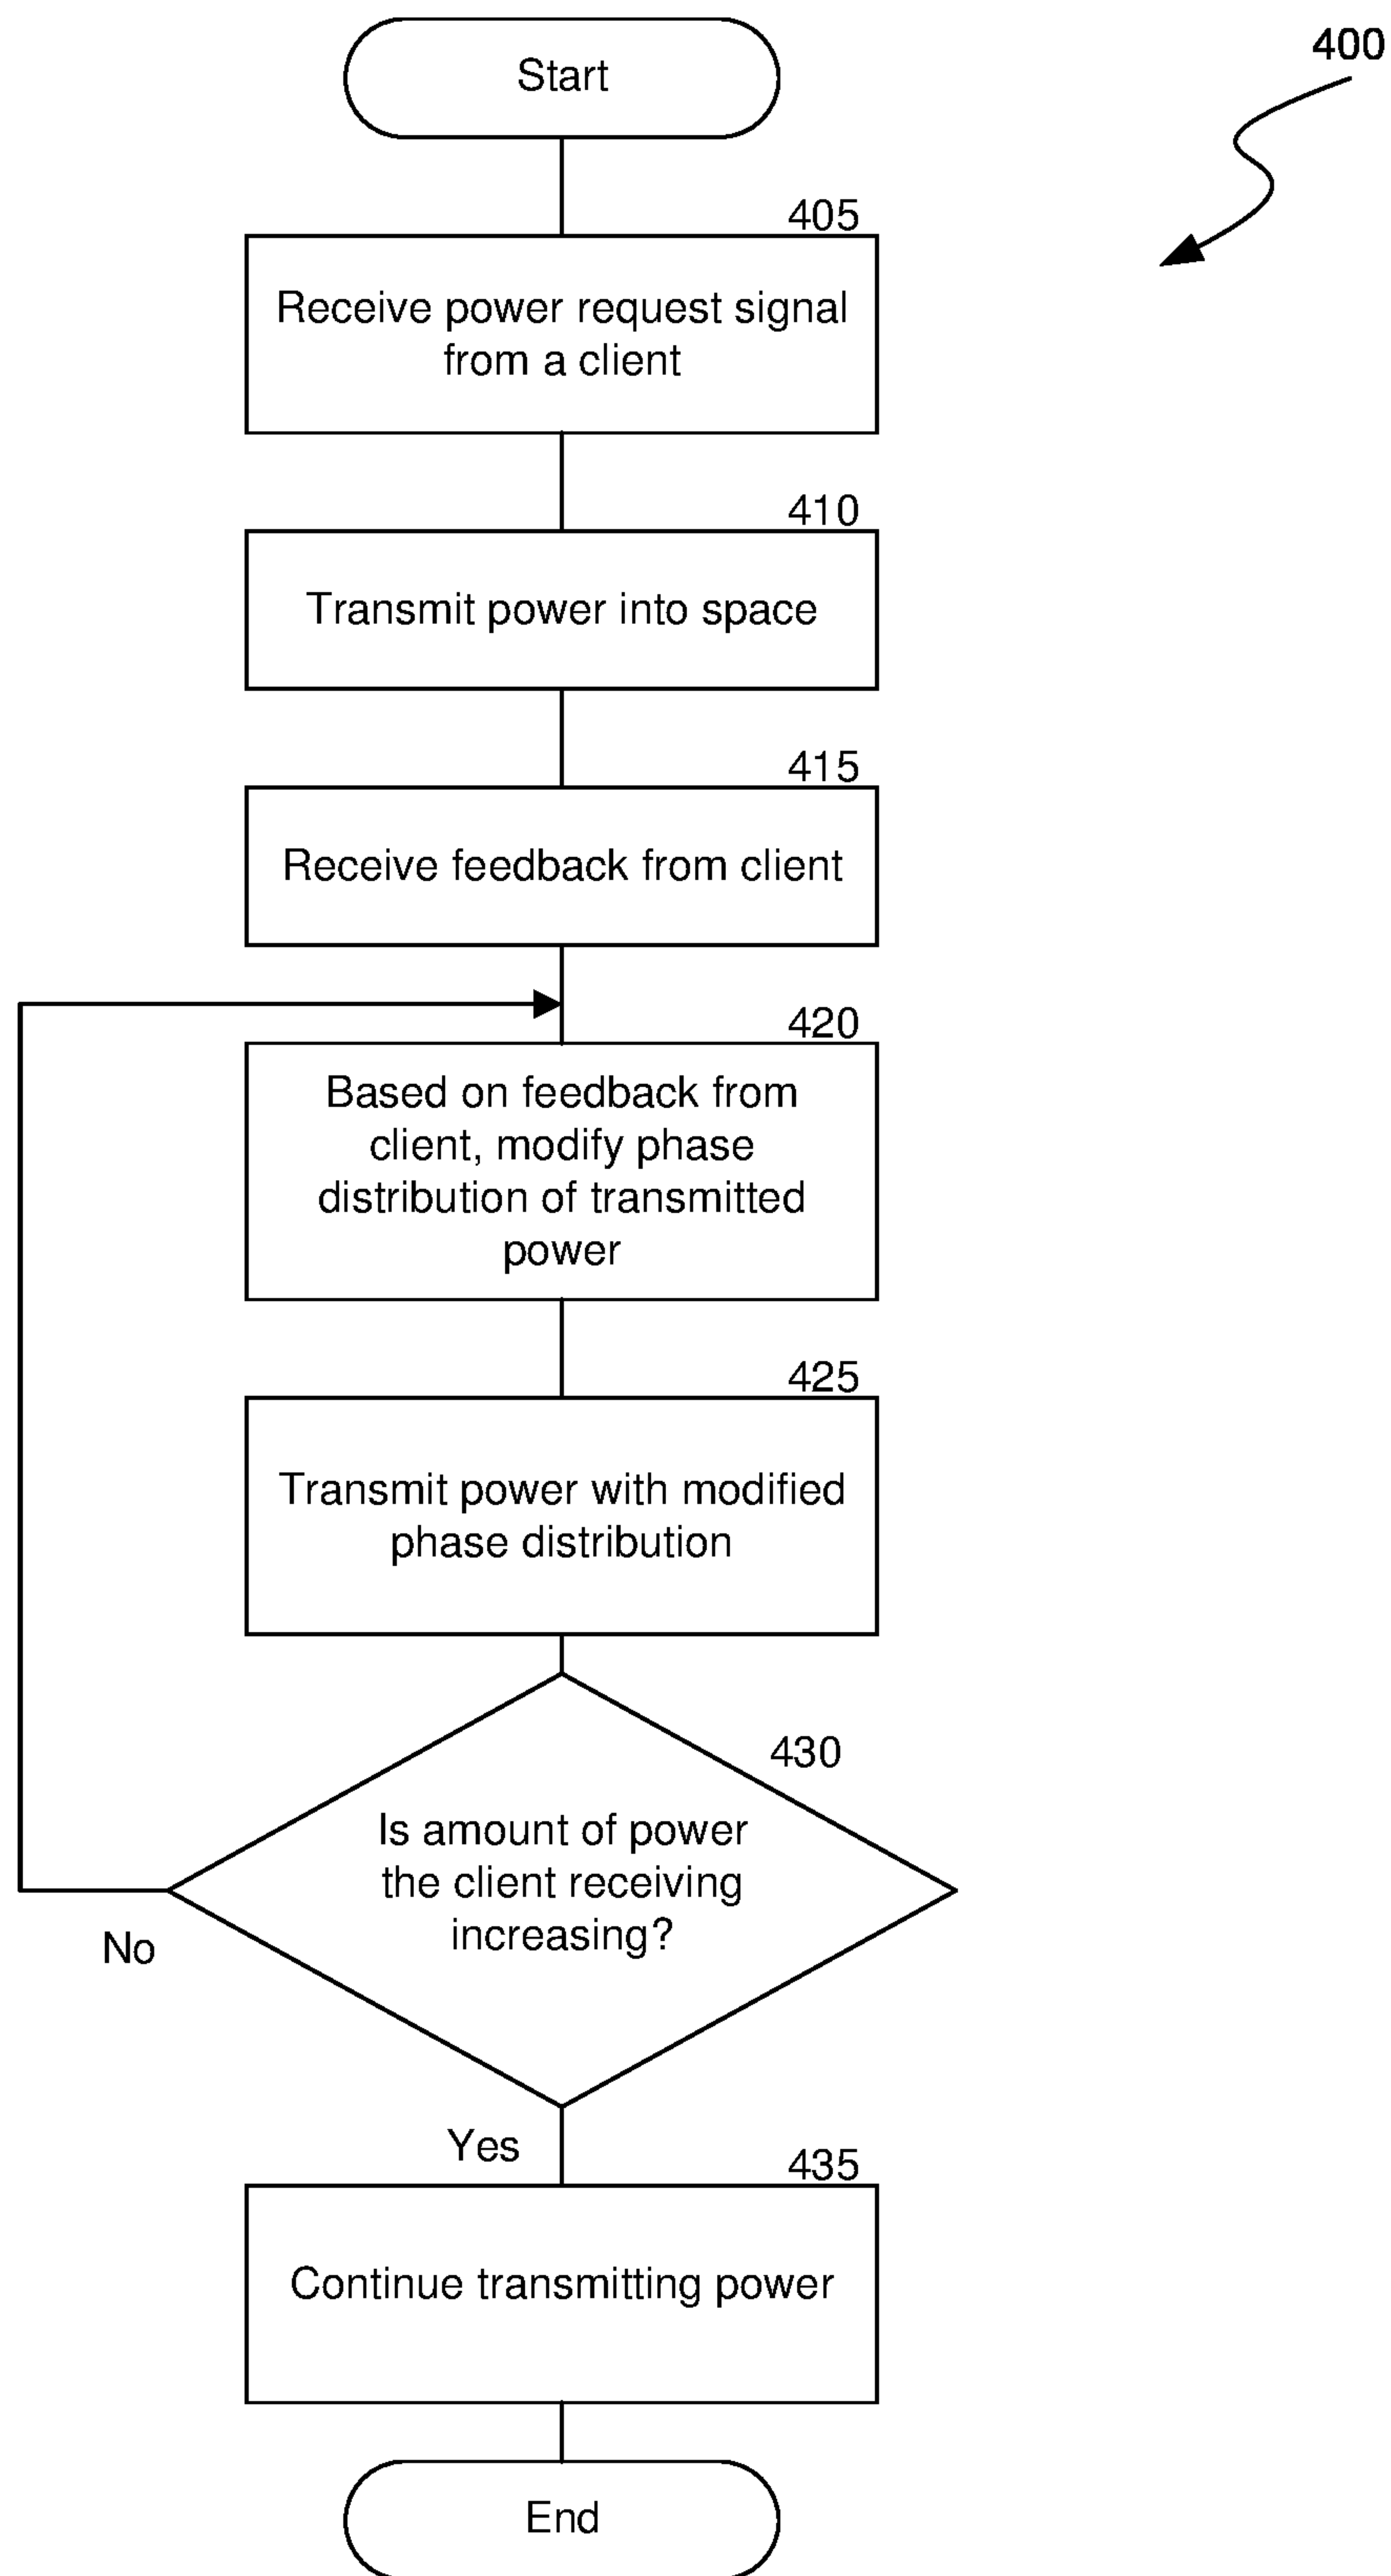 400
Start
405
Receive power request signal
from a client
410
Transmit power into space
415
Receive feedback from client
420
Based on feedback from
client, modify phase
distribution of transmitted
power
425
Transmit power with modified
phase distribution
430
Is amount of power
the client receiving
increasing?
No
Yes
435
Continue transmitting power
End